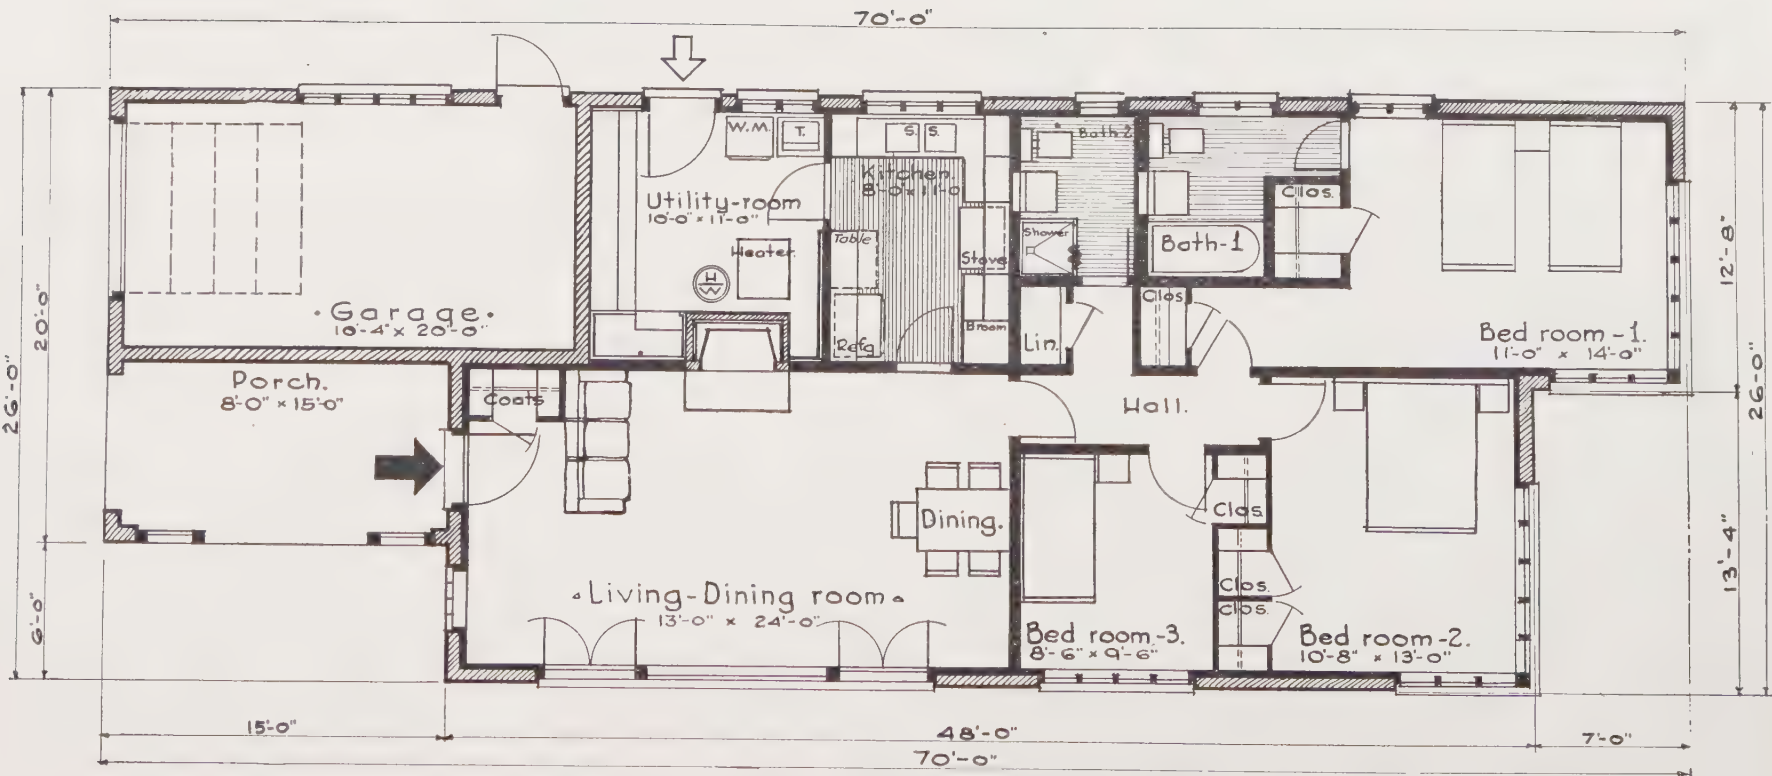 70'-0"
W.M.
T.
S. S.
Bath-2
Kitchen.
8'-0" x 11'-0
Utility-room
10'-0" x 11'-0"
Clos.
Table
Shower
Bath-1
Stove
Heater.
H
W
12'-8"
20'-0"
26'-0"
26'-0"
• Garage •
10'-4" x 20'-0"
Clos.
Broom
Refg
Lin.
Bed room -1.
11'-0" x 14'-0"
Porch.
8'-0" x 15'-0"
Coats
Hall.
Clos.
Dining.
13'-4"
6'-0"
Living-Dining room
13'-0" x 24'-0"
Clos.
Clos.
Bed room-3.
8'-6" x 9'-6"
Bed room-2.
10'-8" x 13'-0"
15'-0"
48'-0"
7'-0"
70'-0"